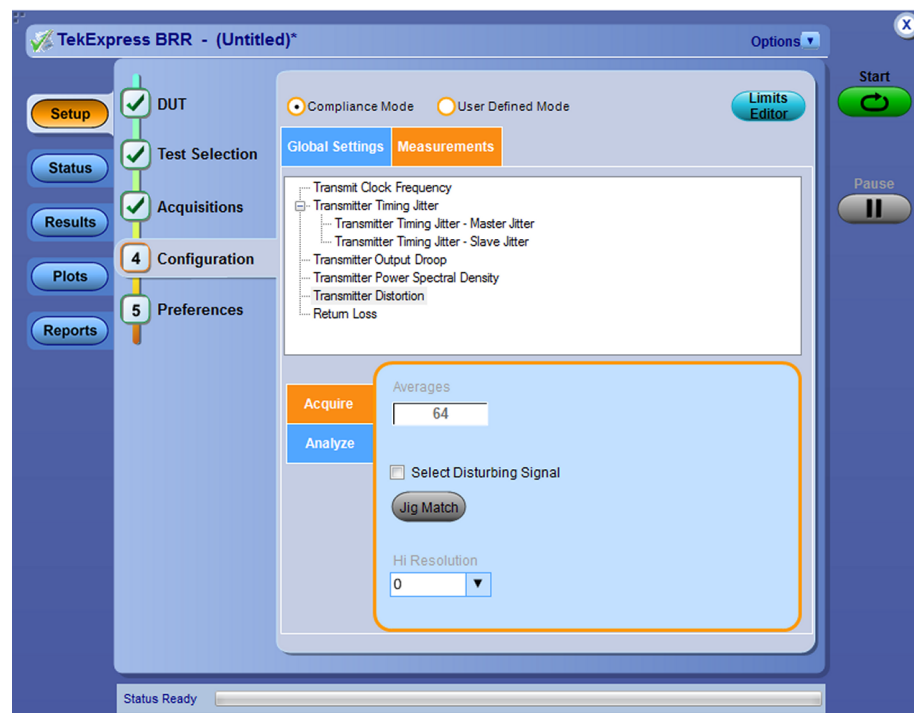 TekExpress BRR - (Untitled)*
Options
Start
Pause
Setup
Status
Results
Plots
Reports
DUT
Test Selection
Acquisitions
4 Configuration
5 Preferences
Compliance Mode
User Defined Mode
Limits
Editor
Global Settings
Measurements
Transmit Clock Frequency
Transmitter Timing Jitter
Transmitter Timing Jitter - Master Jitter
Transmitter Timing Jitter - Slave Jitter
Transmitter Output Droop
Transmitter Power Spectral Density
Transmitter Distortion
Return Loss
Acquire
Analyze
Averages
64
Select Disturbing Signal
Jig Match
Hi Resolution
0
Status Ready